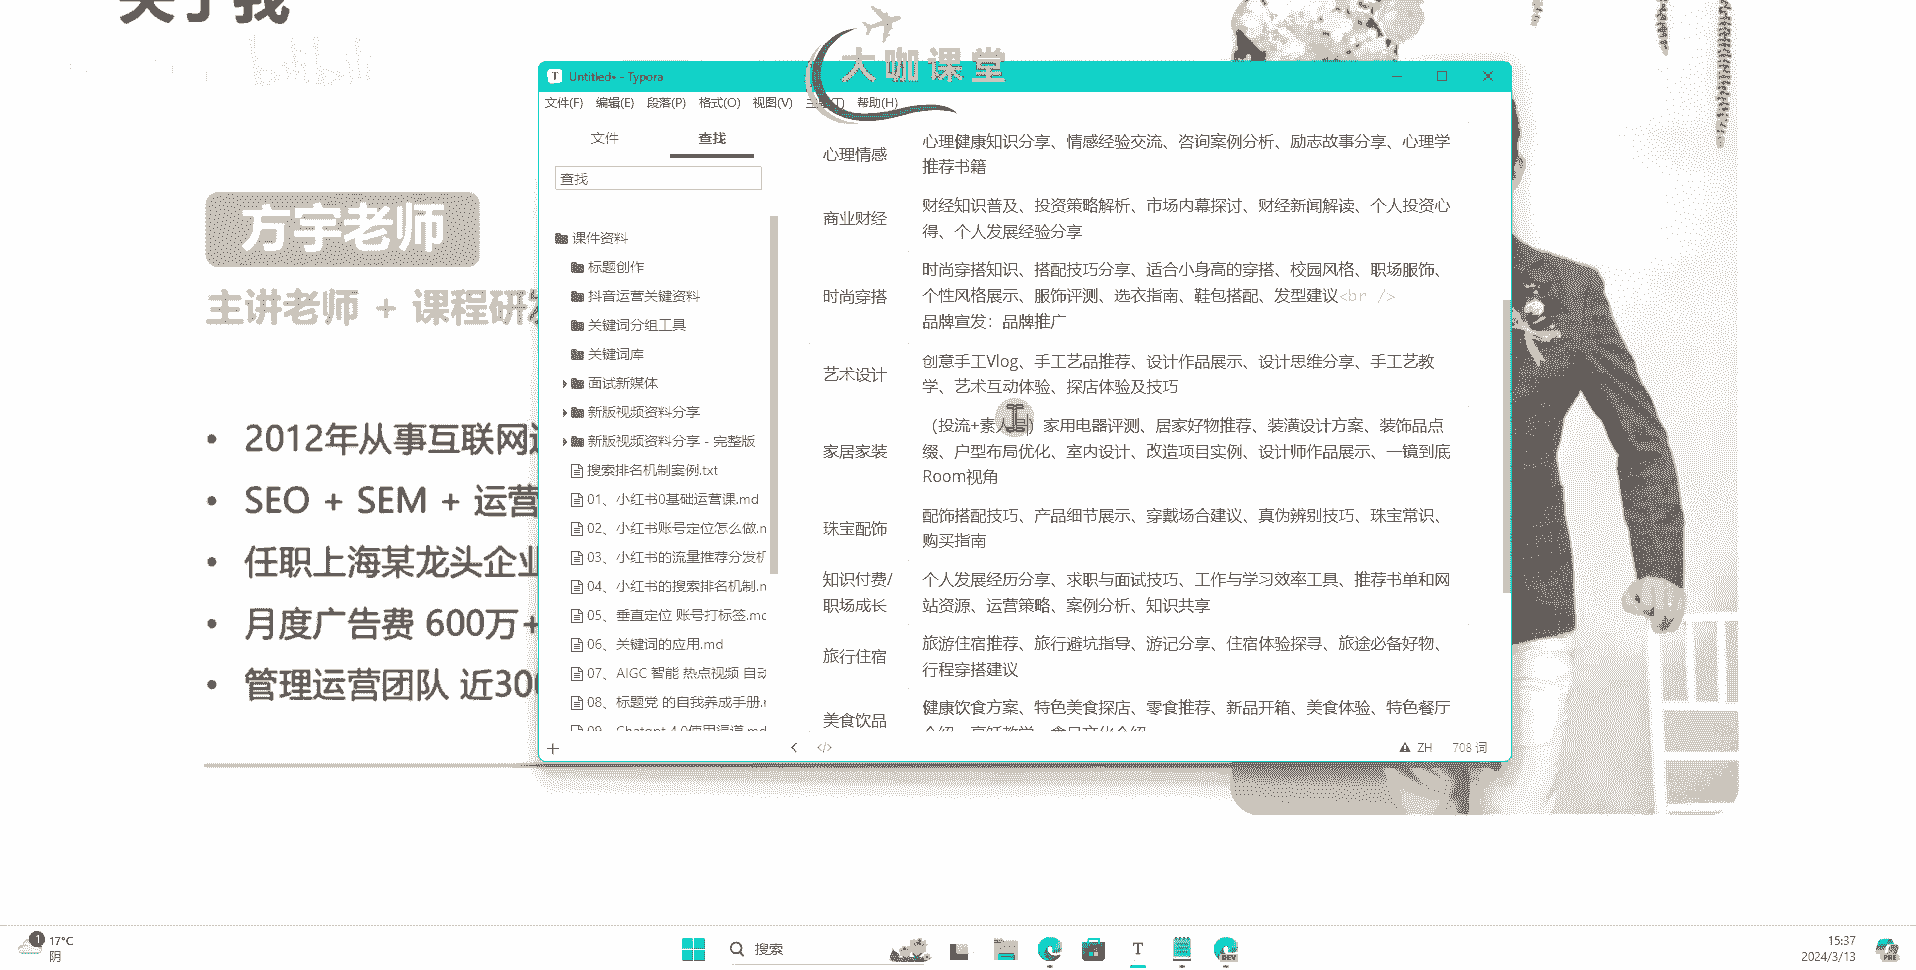 关于我
bilibili
大咖课堂
方宇老师
主讲老师 + 课程研发
2012年从事互联网运
SEO + SEM + 运营
任职上海某龙头企业
月度广告费 600万+
管理运营团队 近300
Untitled• - Typora
文件(F) 编辑(E) 段落(P) 格式(O) 视图(V) 主题(T) 帮助(H)
文件 查找
查找
课件资料
标题创作
抖音运营关键资料
关键词分组工具
关键词库
面试新媒体
新版视频资料分享
新版视频资料分享 - 完整版
搜索排名机制案例.txt
01、小红书0基础运营课.md
02、小红书账号定位怎么做.m
03、小红书的流量推荐分发机
04、小红书的搜索排名机制.m
05、垂直定位 账号打标签.md
06、关键词的应用.md
07、AIGC 智能 热点视频 自动
08、标题党 的自我养成手册.m
09、Chatgpt 4.0使用渠道.md
心理情感
心理健康知识分享、情感经验交流、咨询案例分析、励志故事分享、心理学
推荐书籍
商业财经
财经知识普及、投资策略解析、市场内幕探讨、财经新闻解读、个人投资心
得、个人发展经验分享
时尚穿搭
时尚穿搭知识、搭配技巧分享、适合小身高的穿搭、校园风格、职场服饰、
个性风格展示、服饰评测、选衣指南、鞋包搭配、发型建议<br />
品牌宣发：品牌推广
艺术设计
创意手工Vlog、手工艺品推荐、设计作品展示、设计思维分享、手工艺教
学、艺术互动体验、探店体验及技巧
家居家装
（投流+素人 ）家用电器评测、居家好物推荐、装潢设计方案、装饰品点
缀、户型布局优化、室内设计、改造项目实例、设计师作品展示、一镜到底
Room视角
珠宝配饰
配饰搭配技巧、产品细节展示、穿戴场合建议、真伪辨别技巧、珠宝常识、
购买指南
知识付费/
职场成长
个人发展经历分享、求职与面试技巧、工作与学习效率工具、推荐书单和网
站资源、运营策略、案例分析、知识共享
旅行住宿
旅游住宿推荐、旅行避坑指导、游记分享、住宿体验探寻、旅途必备好物、
行程穿搭建议
美食饮品
健康饮食方案、特色美食探店、零食推荐、新品开箱、美食体验、特色餐厅
介绍、烹饪教学、食品文化介绍
</> ZH 708 词
1 17°C
阴
搜索
DEV
15:37
2024/3/13
PRE